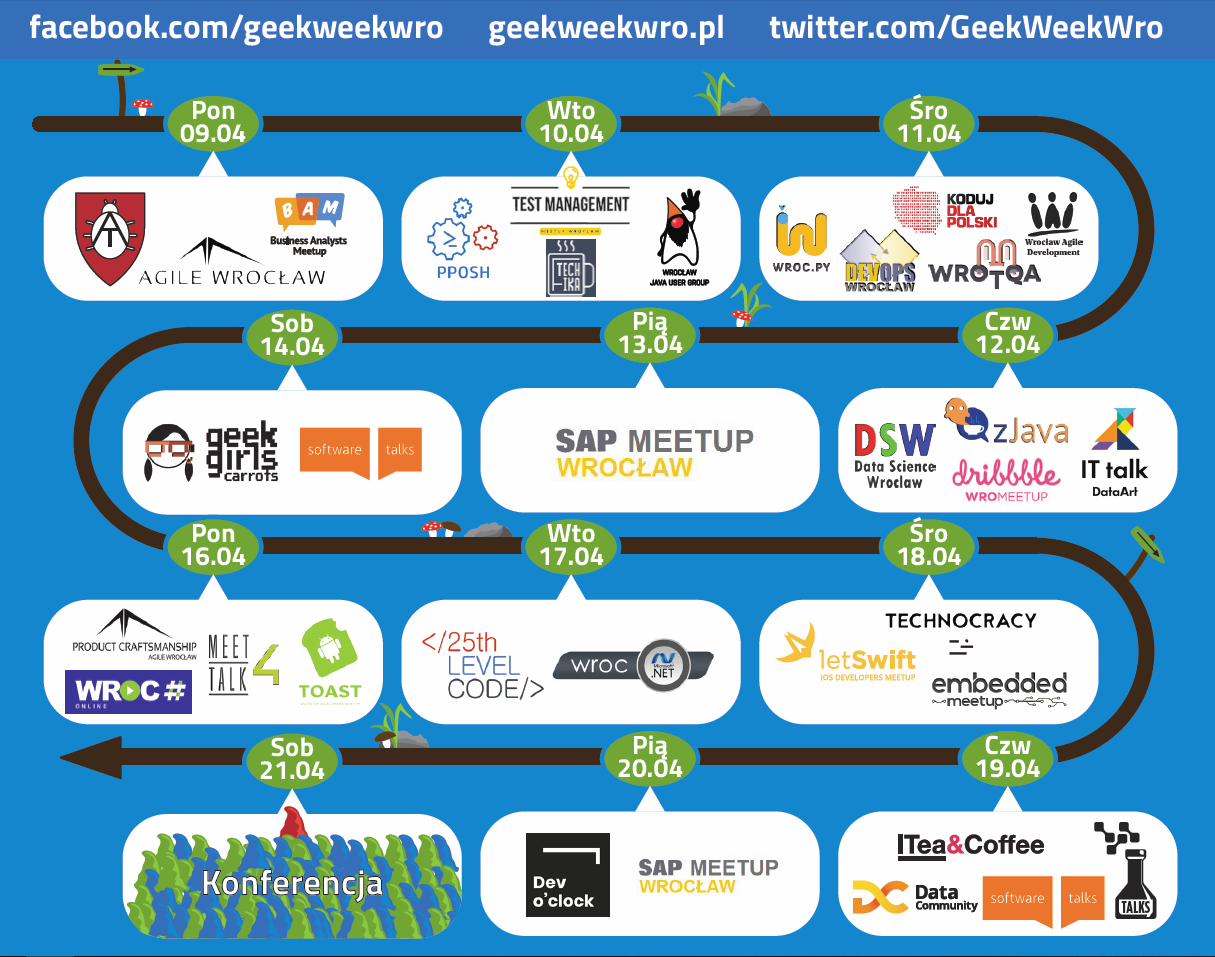 facebook.com/geekweekwro geekweekwro.pl twitter.com/GeekWeekWro
Pon
09.04
Wto
10.04
Śro
11.04
BAM
Business Analysts
Meetup
AGILE WROCŁAW
PPOSH
TEST MANAGEMENT
MEETUP WROCŁAW
TECH
IKA
WROCŁAW
JAVA USER GROUP
WROC.PY
KODUJ
DLA
POLSKI
DEVOPS
WROCŁAW
Wrocław Agile
Development
WROTQA
Sob
14.04
Pią
13.04
Czw
12.04
geek
girls
carrots
software talks
SAP MEETUP
WROCŁAW
DSW
Data Science
Wroclaw
QzJava
dribbble
WROMEETUP
IT talk
DataArt
Pon
16.04
Wto
17.04
Śro
18.04
PRODUCT CRAFTSMANSHIP
AGILE WROCŁAW
MEET
TALK
4
WROC#
ONLINE
TOAST
</25th
LEVEL
CODE/>
wroc
Microsoft
.NET
TECHNOCRACY
letSwift
iOS DEVELOPERS MEETUP
embedded
meetup
Sob
21.04
Pią
20.04
Czw
19.04
Konferencja
Dev
o'clock
SAP MEETUP
WROCŁAW
ITea&Coffee
Data
Community
software talks
TALKS